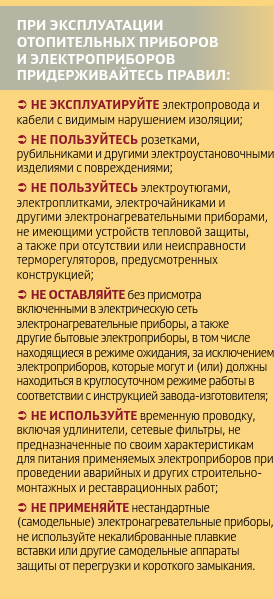 ПРИ ЭКСПЛУАТАЦИИ
ОТОПИТЕЛЬНЫХ ПРИБОРОВ
И ЭЛЕКТРОПРИБОРОВ
ПРИДЕРЖИВАЙТЕСЬ ПРАВИЛ:
➲ НЕ ЭКСПЛУАТИРУЙТЕ электропровода и
кабели с видимым нарушением изоляции;
➲ НЕ ПОЛЬЗУЙТЕСЬ розетками,
рубильниками и другими электроустановочными
изделиями с повреждениями;
➲ НЕ ПОЛЬЗУЙТЕСЬ электроутюгами,
электроплитками, электрочайниками и
другими электронагревательными приборами,
не имеющими устройств тепловой защиты,
а также при отсутствии или неисправности
терморегуляторов, предусмотренных
конструкцией;
➲ НЕ ОСТАВЛЯЙТЕ без присмотра
включенными в электрическую сеть
электронагревательные приборы, а также
другие бытовые электроприборы, в том числе
находящиеся в режиме ожидания, за исключением
электроприборов, которые могут и (или) должны
находиться в круглосуточном режиме работы в
соответствии с инструкцией завода-изготовителя;
➲ НЕ ИСПОЛЬЗУЙТЕ временную проводку,
включая удлинители, сетевые фильтры, не
предназначенные по своим характеристикам
для питания применяемых электроприборов при
проведении аварийных и других строительно-
монтажных и реставрационных работ;
➲ НЕ ПРИМЕНЯЙТЕ нестандартные
(самодельные) электронагревательные приборы,
не используйте некалиброванные плавкие
вставки или другие самодельные аппараты
защиты от перегрузки и короткого замыкания.